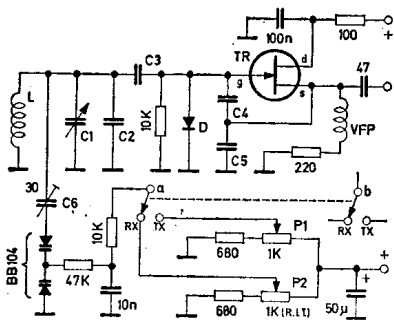 100n
100
+
TR
d
g
s
47
C3
L
C1
C2
10K
D
C4
C5
VFP
220
30
C6
a
b
RX
TX
RX
TX
BB104
10K
47K
10n
P1
680
1K
P2
680
1K (R.I.T)
+
+
50µ